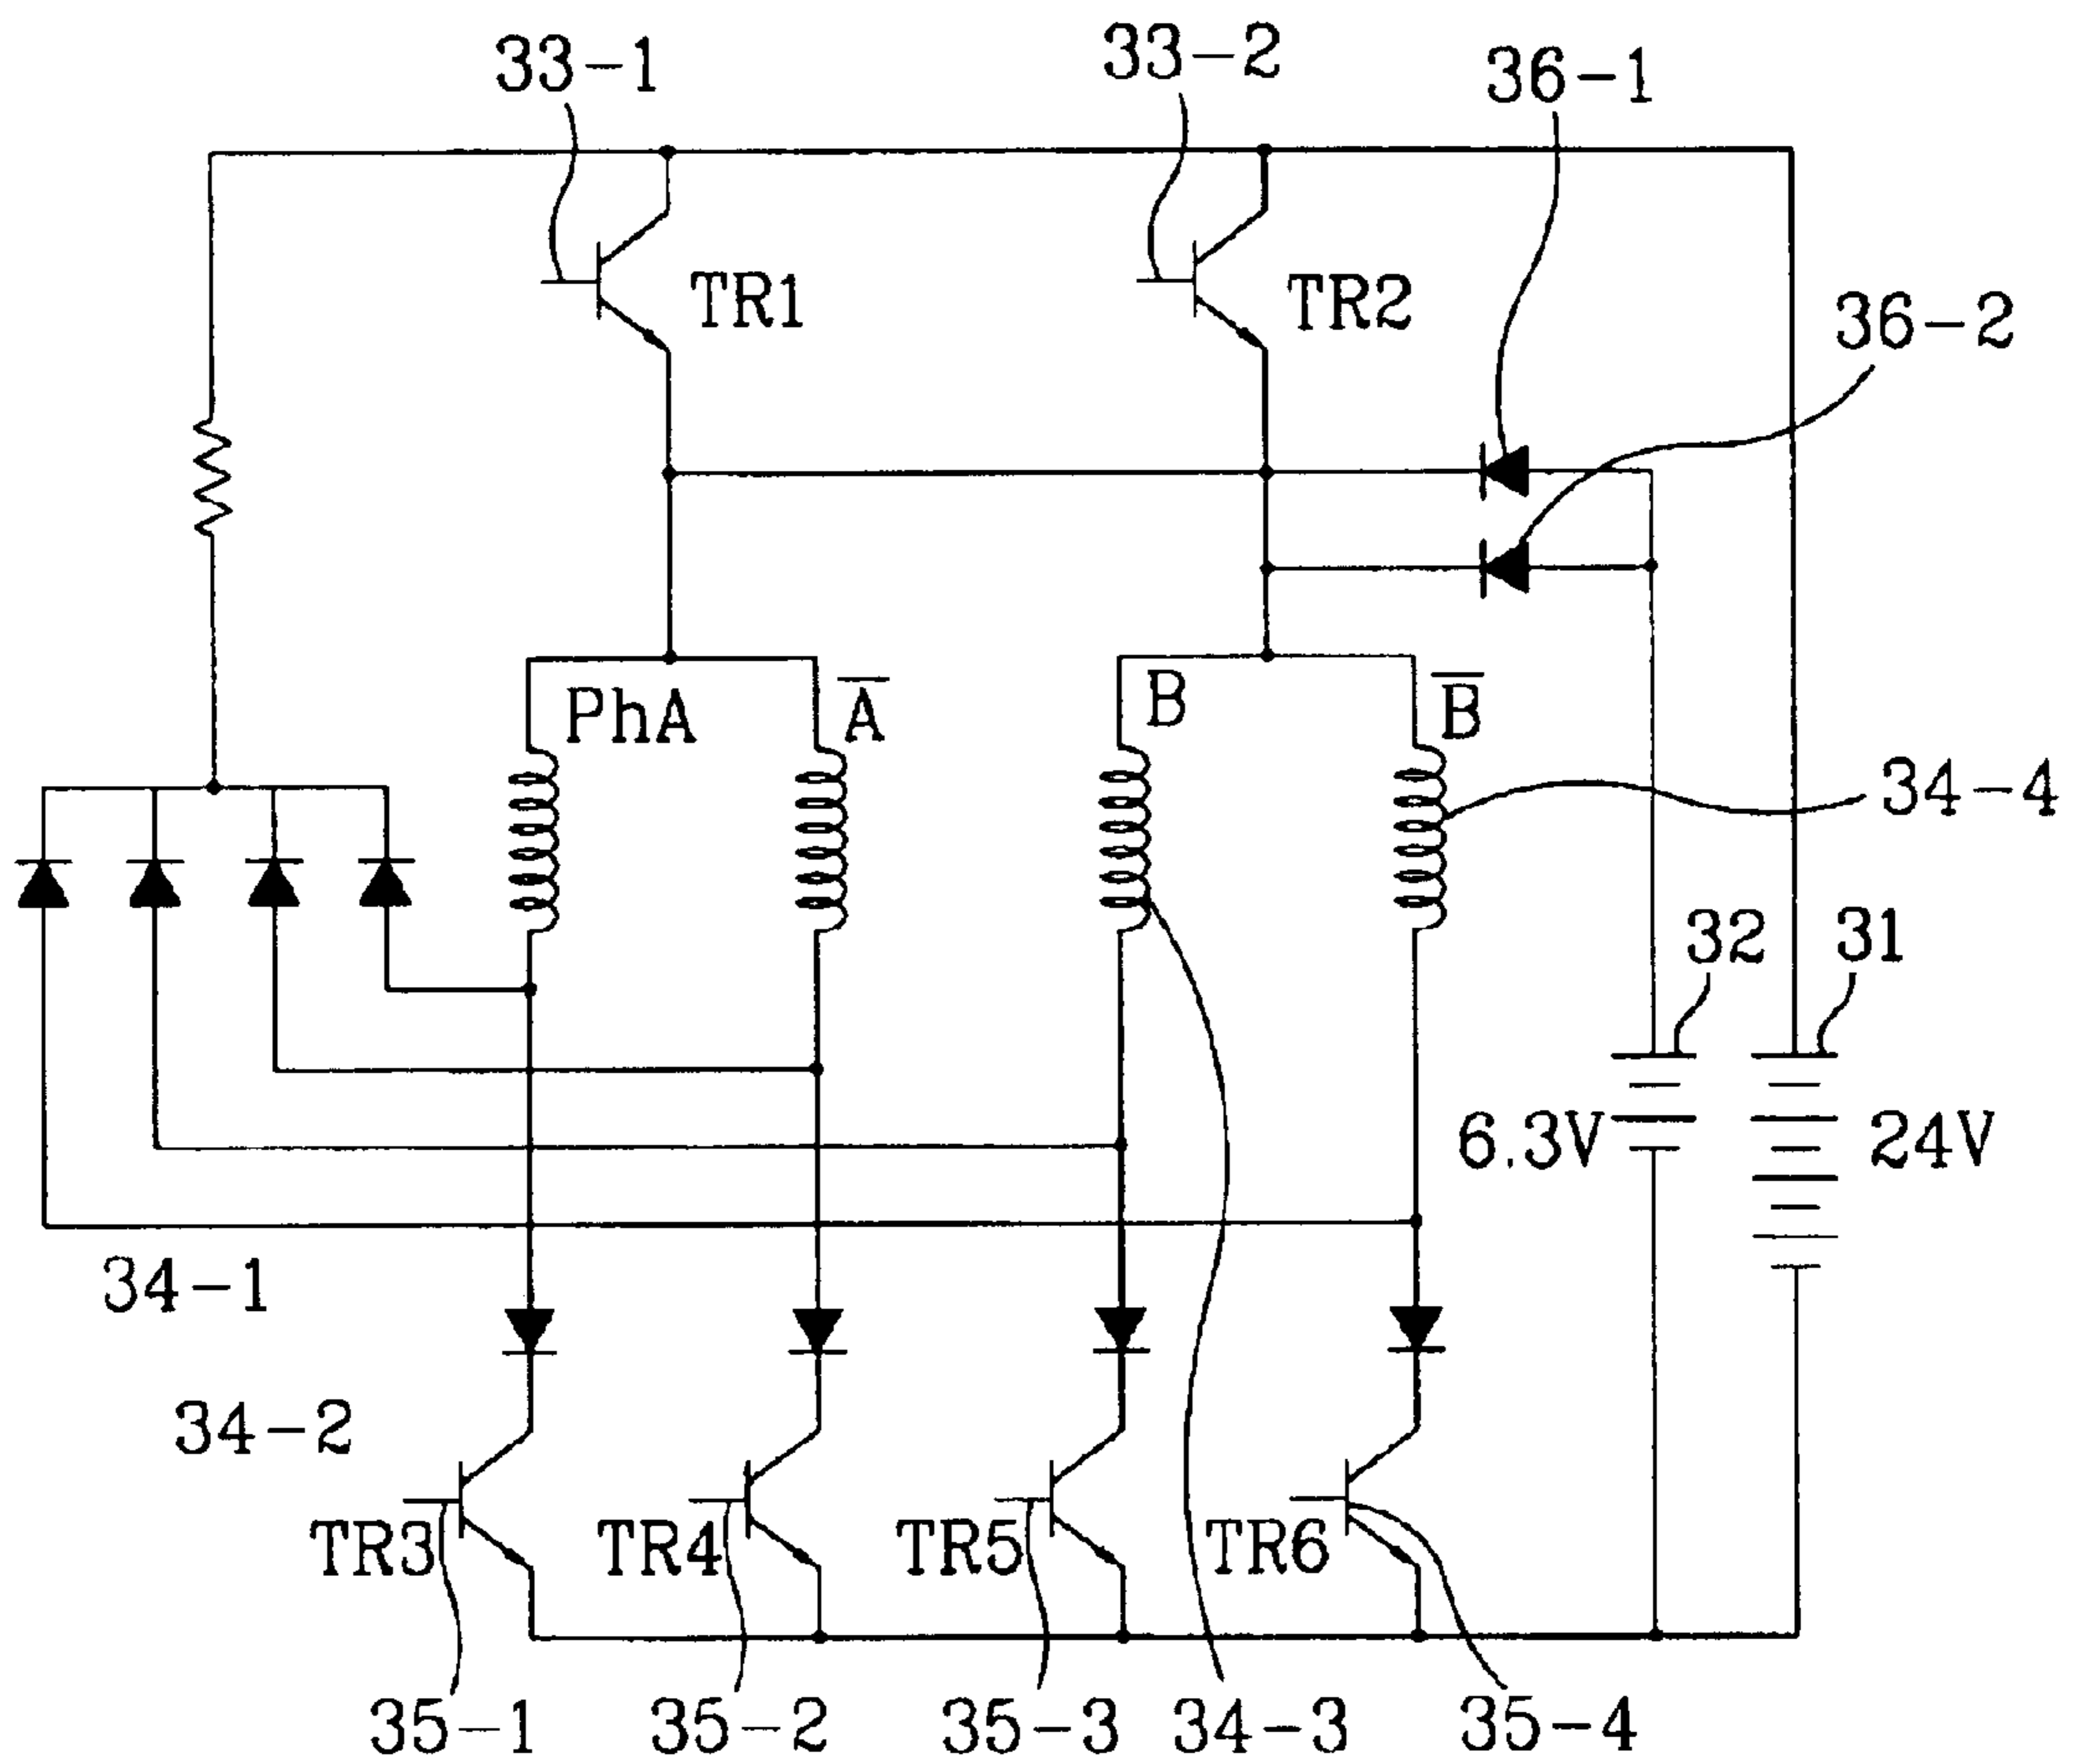 33-1
33-2
36-1
36-2
TR1
TR2
PhA
A̅
B
B̅
34-4
32
31
6.3V
24V
34-1
34-2
TR3
TR4
TR5
TR6
35-1
35-2
35-3
34-3
35-4